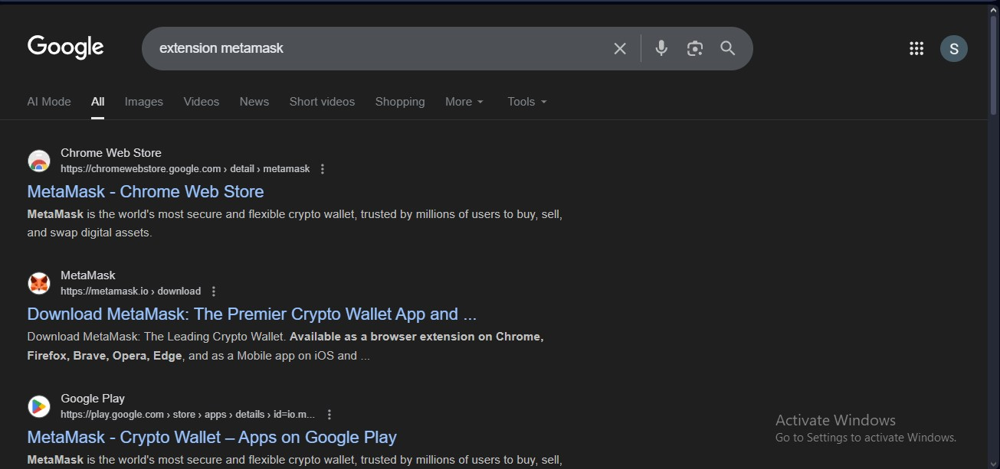 Google
extension metamask
S
AI Mode All Images Videos News Short videos Shopping More Tools
Chrome Web Store
https://chromewebstore.google.com › detail › metamask
MetaMask - Chrome Web Store
MetaMask is the world's most secure and flexible crypto wallet, trusted by millions of users to buy, sell,
and swap digital assets.
MetaMask
https://metamask.io › download
Download MetaMask: The Premier Crypto Wallet App and ...
Download MetaMask: The Leading Crypto Wallet. Available as a browser extension on Chrome,
Firefox, Brave, Opera, Edge, and as a Mobile app on iOS and ...
Google Play
https://play.google.com › store › apps › details › id=io.m...
MetaMask - Crypto Wallet – Apps on Google Play
MetaMask is the world's most secure and flexible crypto wallet, trusted by millions of users to buy, sell,
Activate Windows
Go to Settings to activate Windows.